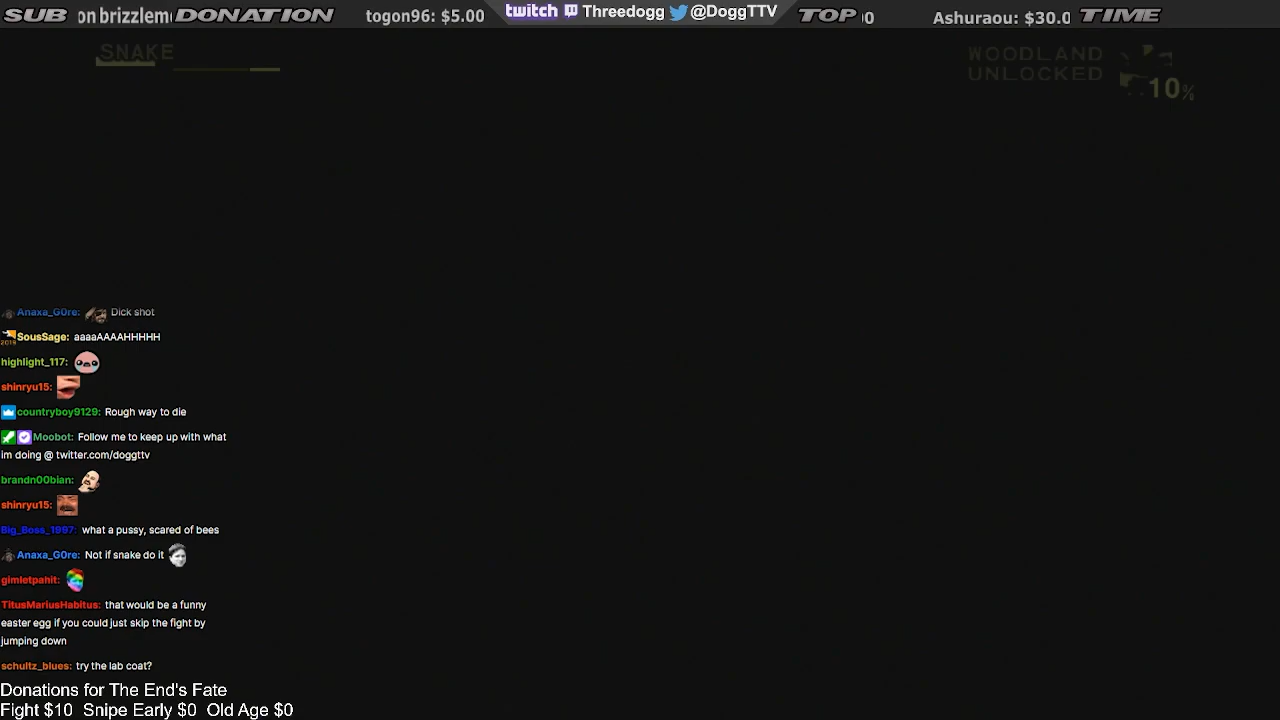 SUB on brizzlem DONATION togon96: $5.00 twitch Threedogg @DoggTTV TOP 0 Ashuraou: $30.0 TIME
SNAKE
WOODLAND
UNLOCKED
10%
Anaxa_G0re: Dick shot
SousSage: aaaaAAAAHHHHH
highlight_117:
shinryu15:
countryboy9129: Rough way to die
Moobot: Follow me to keep up with what
im doing @ twitter.com/doggttv
brandn00bian:
shinryu15:
Big_Boss_1997: what a pussy, scared of bees
Anaxa_G0re: Not if snake do it
gimletpahit:
TitusMariusHabitus: that would be a funny
easter egg if you could just skip the fight by
jumping down
schultz_blues: try the lab coat?
Donations for The End's Fate
Fight $10 Snipe Early $0 Old Age $0